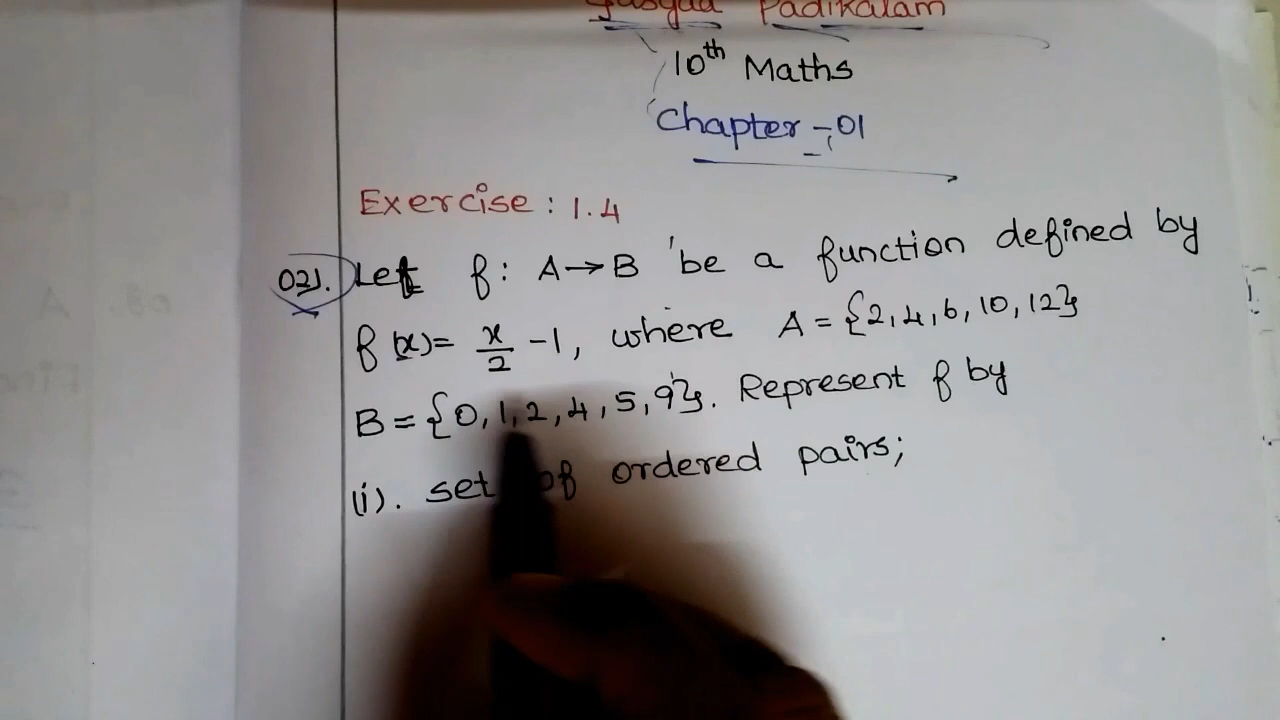 Padikalam
10th Maths
Chapter - 01
Exercise: 1.4
02). Let f: A→B be a function defined by
f(x)= x/2 -1, where A = {2,4,6,10,12}
B = {0,1,2,4,5,9}. Represent f by
(i). set of ordered pairs;